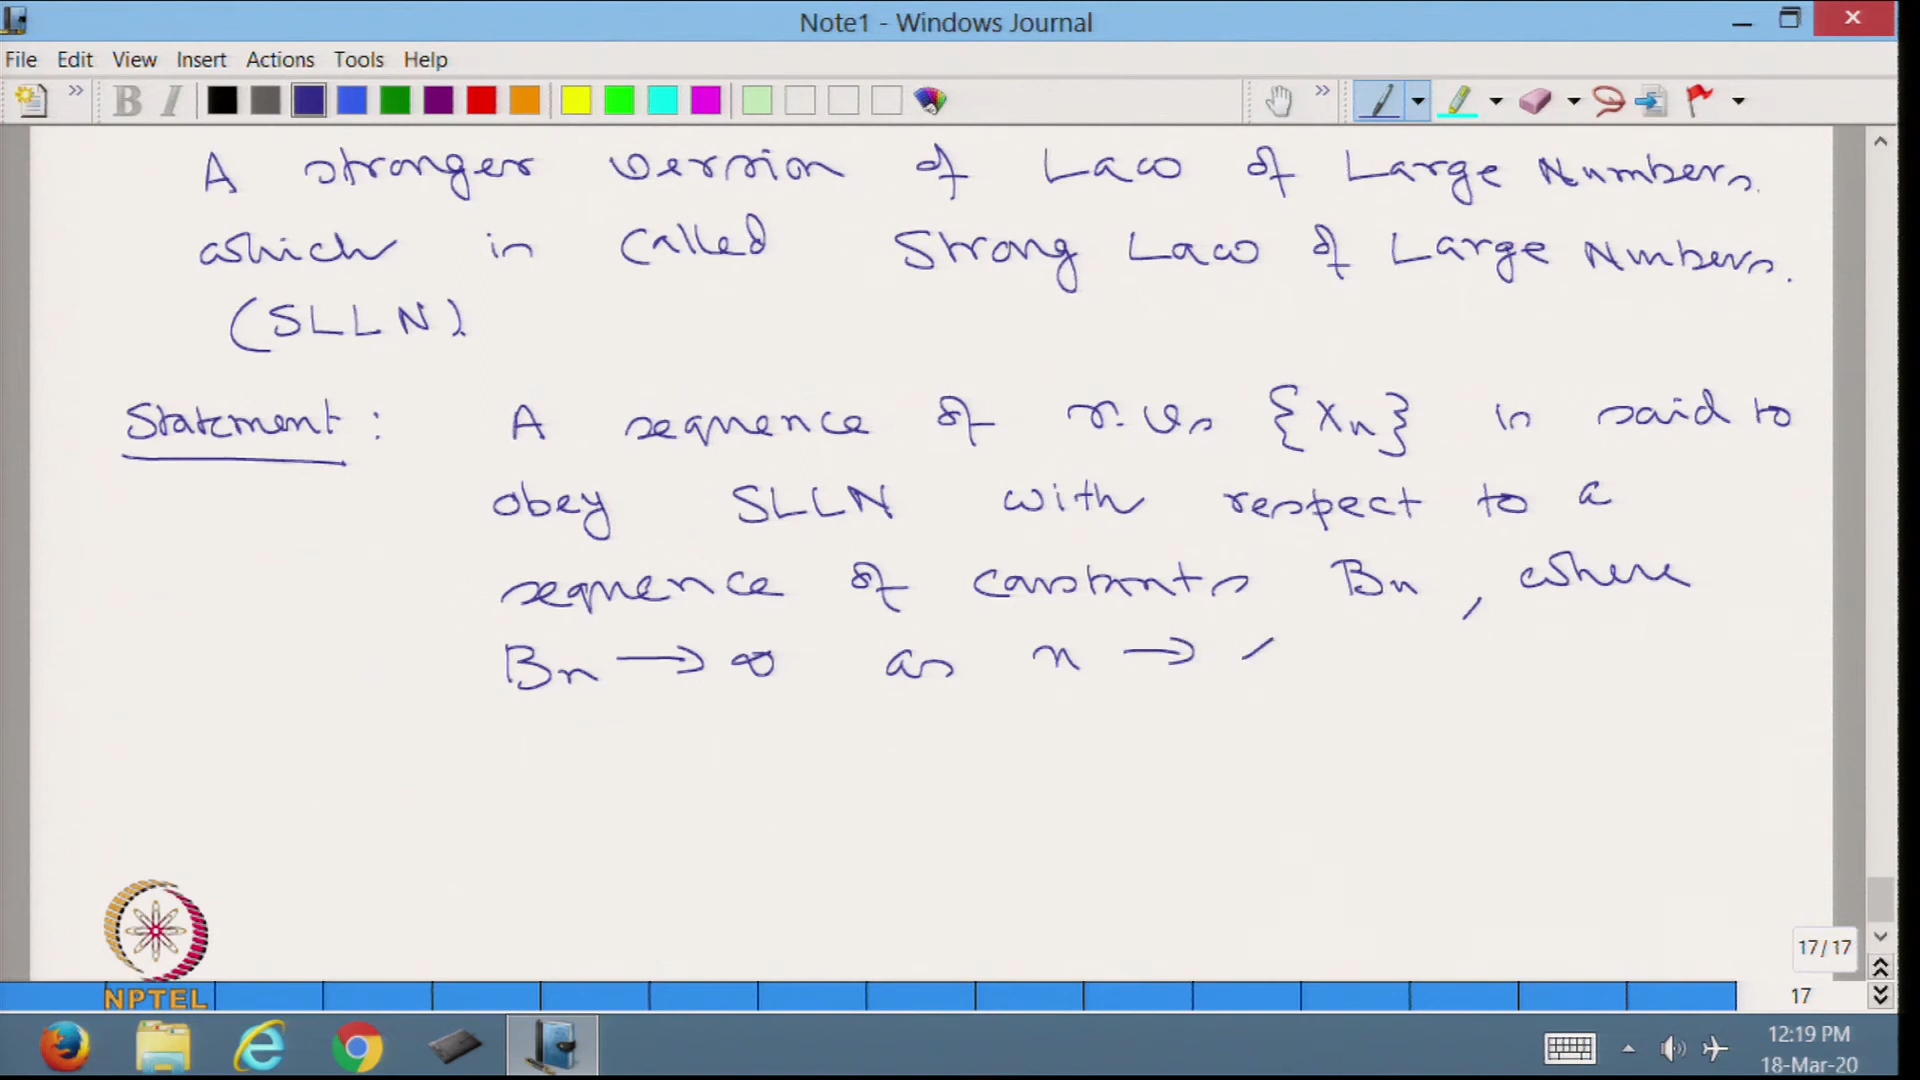 Note1 - Windows Journal
File Edit View Insert Actions Tools Help
A stronger version of Law of Large Numbers.
which is called Strong Law of Large Numbers.
(SLLN)
Statement : A sequence of r.vs {Xn} is said to
obey SLLN with respect to a
sequence of constants Bn , where
Bn → ∞ as n →
17/17
17
NPTEL
12:19 PM
18-Mar-20